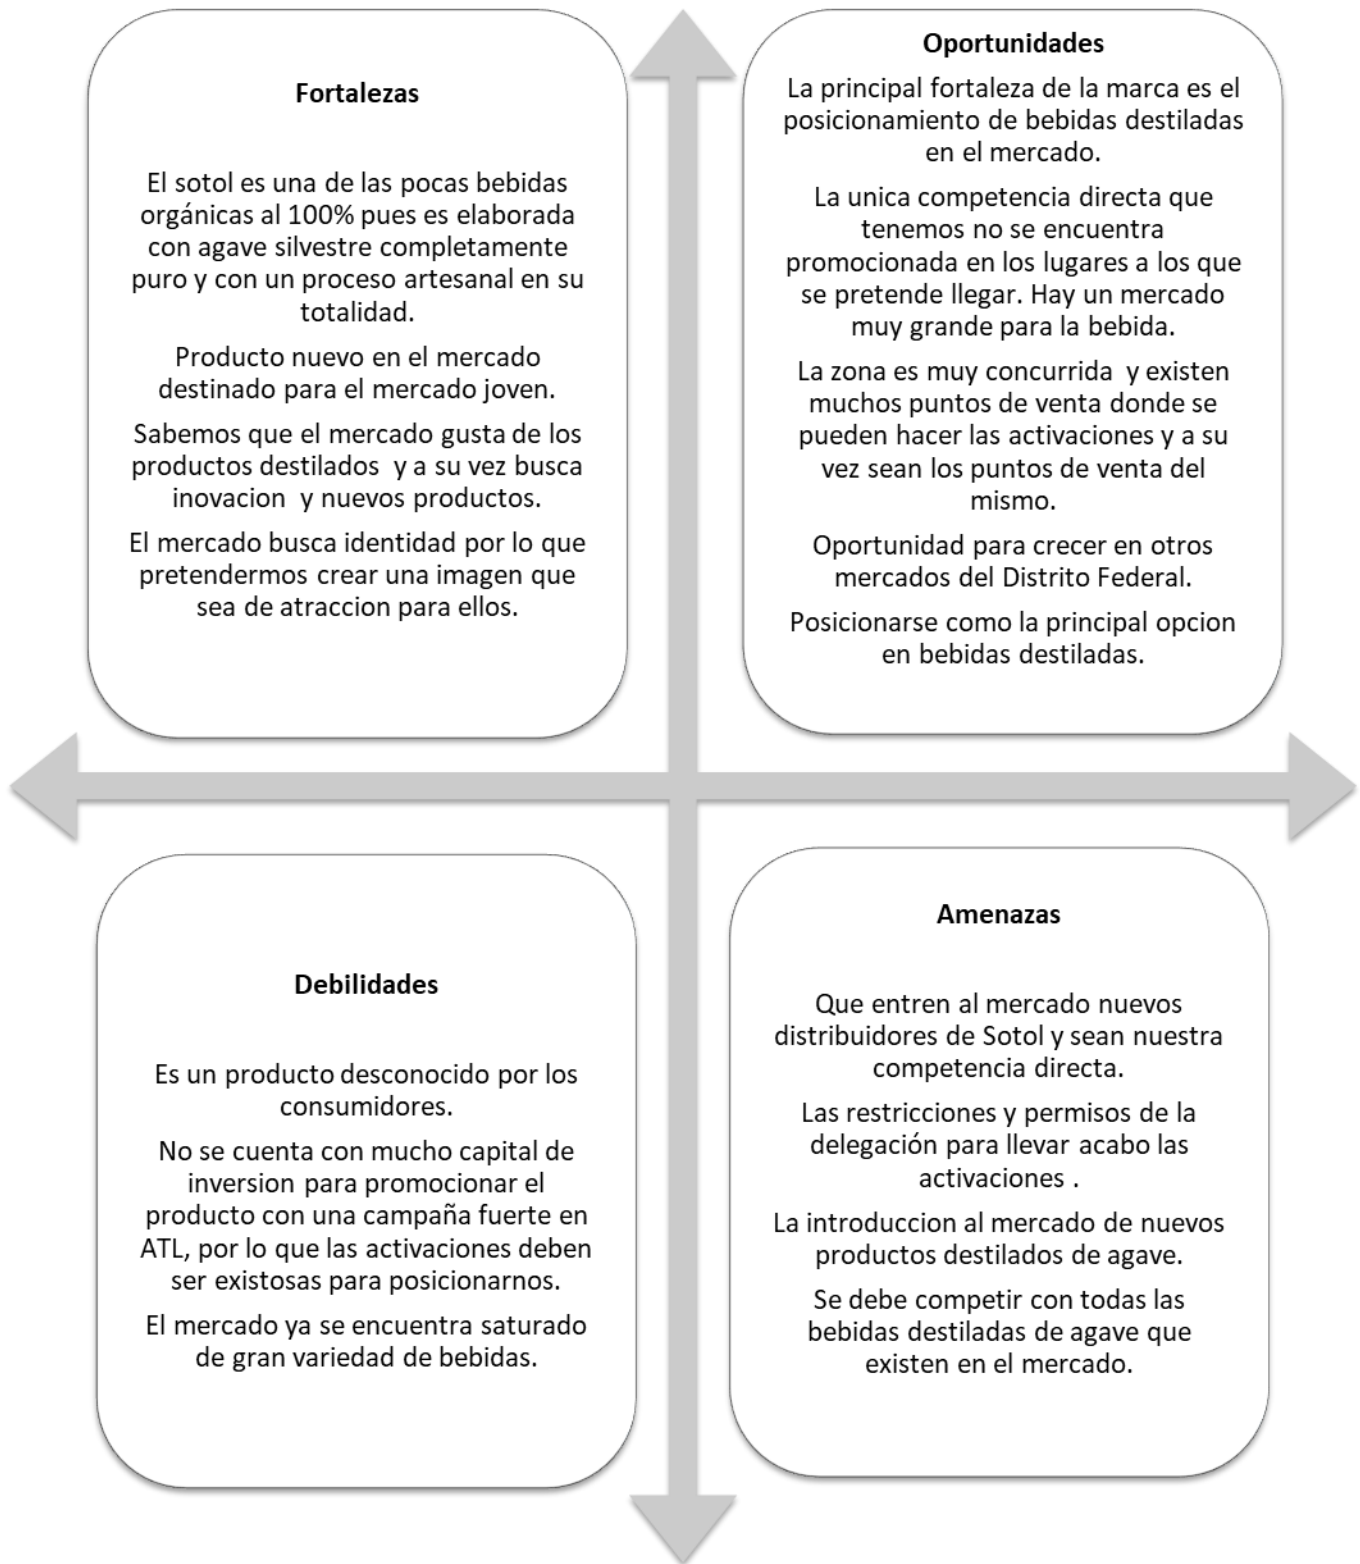 Fortalezas
El sotol es una de las pocas bebidas
orgánicas al 100% pues es elaborada
con agave silvestre completamente
puro y con un proceso artesanal en su
totalidad.
Producto nuevo en el mercado
destinado para el mercado joven.
Sabemos que el mercado gusta de los
productos destilados y a su vez busca
inovacion y nuevos productos.
El mercado busca identidad por lo que
pretendermos crear una imagen que
sea de atraccion para ellos.
Oportunidades
La principal fortaleza de la marca es el
posicionamiento de bebidas destiladas
en el mercado.
La unica competencia directa que
tenemos no se encuentra
promocionada en los lugares a los que
se pretende llegar. Hay un mercado
muy grande para la bebida.
La zona es muy concurrida y existen
muchos puntos de venta donde se
pueden hacer las activaciones y a su
vez sean los puntos de venta del
mismo.
Oportunidad para crecer en otros
mercados del Distrito Federal.
Posicionarse como la principal opcion
en bebidas destiladas.
Debilidades
Es un producto desconocido por los
consumidores.
No se cuenta con mucho capital de
inversion para promocionar el
producto con una campaña fuerte en
ATL, por lo que las activaciones deben
ser existosas para posicionarnos.
El mercado ya se encuentra saturado
de gran variedad de bebidas.
Amenazas
Que entren al mercado nuevos
distribuidores de Sotol y sean nuestra
competencia directa.
Las restricciones y permisos de la
delegación para llevar acabo las
activaciones .
La introduccion al mercado de nuevos
productos destilados de agave.
Se debe competir con todas las
bebidas destiladas de agave que
existen en el mercado.